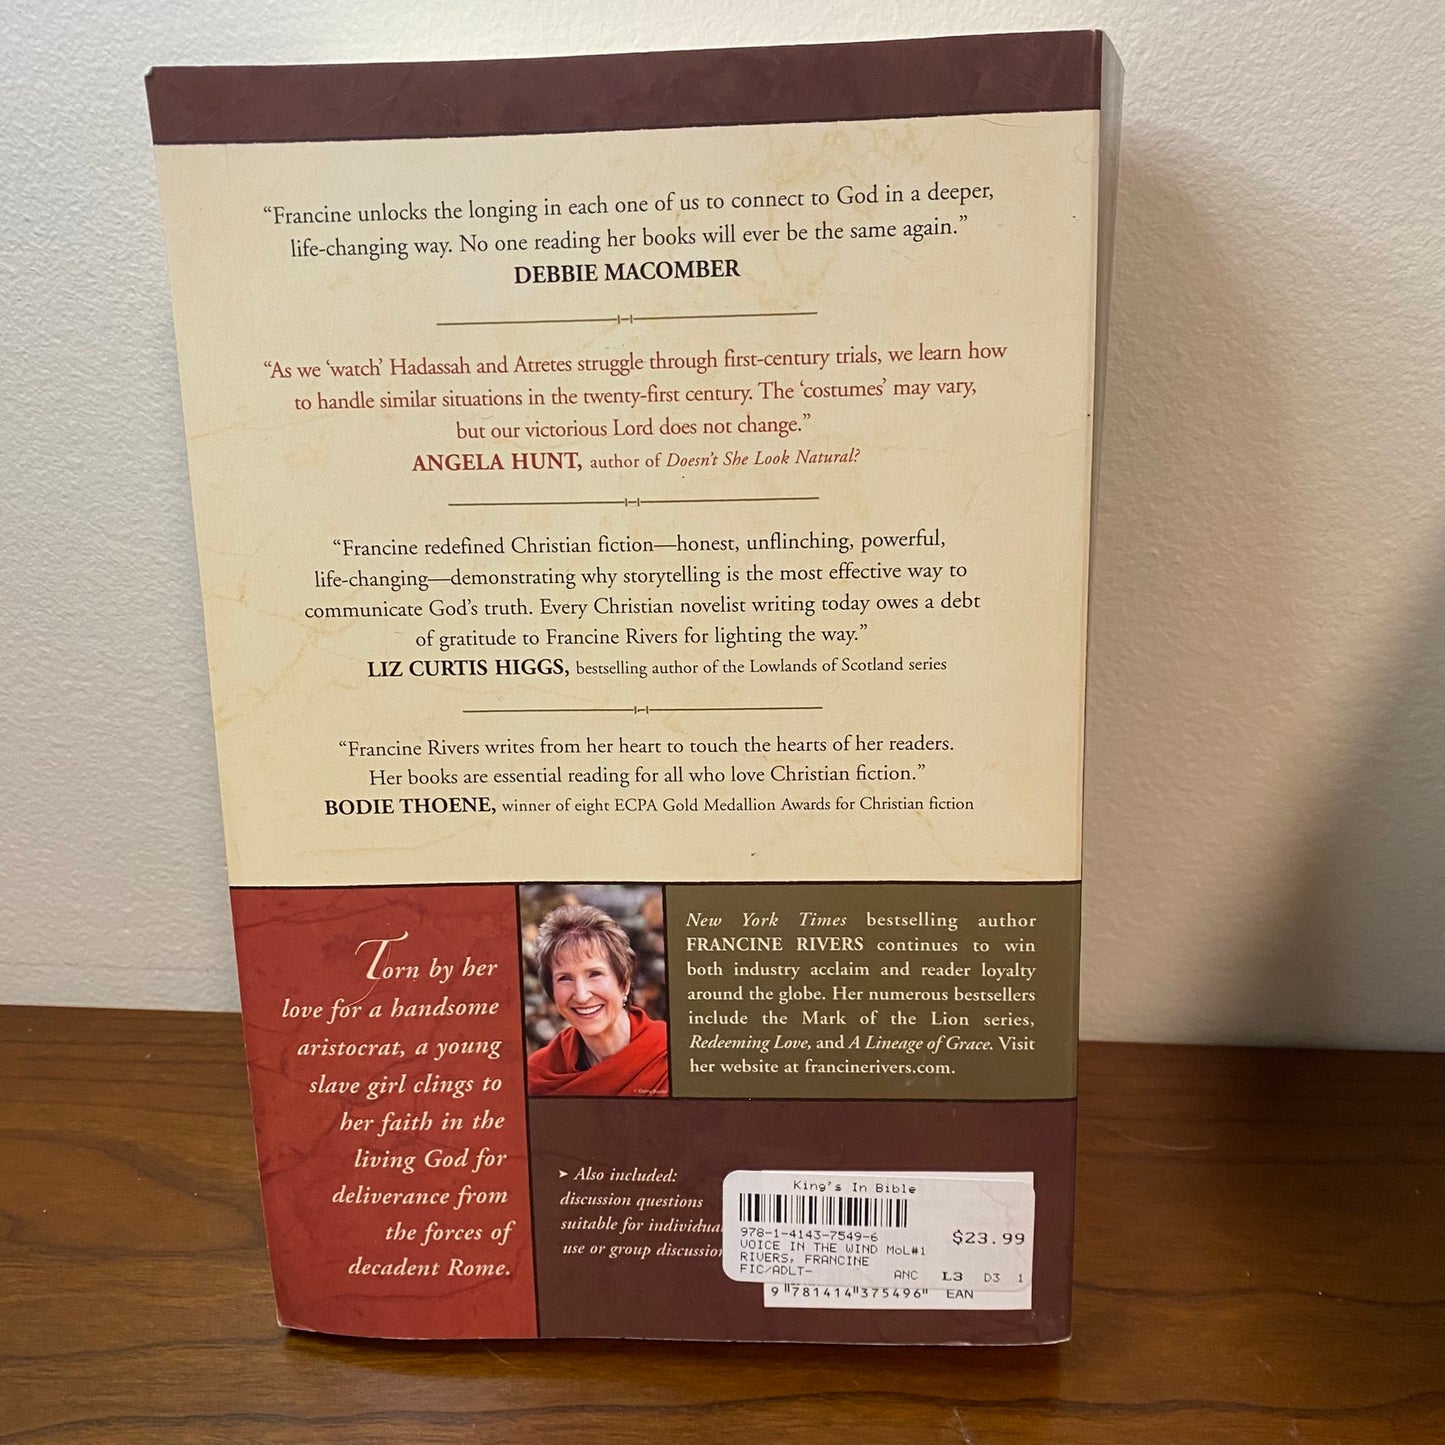 “Francine unlocks the longing in each one of us to connect to God in a deeper,
life-changing way. No one reading her books will ever be the same again.”
DEBBIE MACOMBER
“As we ‘watch’ Hadassah and Atretes struggle through first-century trials, we learn how
to handle similar situations in the twenty-first century. The ‘costumes’ may vary,
but our victorious Lord does not change.”
ANGELA HUNT, author of Doesn’t She Look Natural?
“Francine redefined Christian fiction—honest, unflinching, powerful,
life-changing—demonstrating why storytelling is the most effective way to
communicate God’s truth. Every Christian novelist writing today owes a debt
of gratitude to Francine Rivers for lighting the way.”
LIZ CURTIS HIGGS, bestselling author of the Lowlands of Scotland series
“Francine Rivers writes from her heart to touch the hearts of her readers.
Her books are essential reading for all who love Christian fiction.”
BODIE THOENE, winner of eight ECPA Gold Medallion Awards for Christian fiction
Torn by her
love for a handsome
aristocrat, a young
slave girl clings to
her faith in the
living God for
deliverance from
the forces of
decadent Rome.
New York Times bestselling author
FRANCINE RIVERS continues to win
both industry acclaim and reader loyalty
around the globe. Her numerous bestsellers
include the Mark of the Lion series,
Redeeming Love, and A Lineage of Grace. Visit
her website at francinerivers.com.
➤ Also included:
discussion questions
suitable for individual
use or group discussion
King's In Bible
978-1-4143-7549-6
$23.99
VOICE IN THE WIND MoL#1
RIVERS, FRANCINE
FIC/ADLT- ANC L3 D3 1
9 781414 375496 EAN